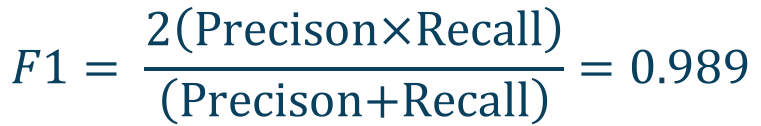 F1 = 2(Precison×Recall) / (Precison+Recall) = 0.989